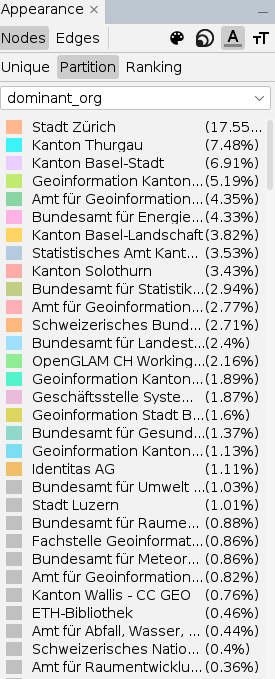 Appearance ×
Nodes Edges A TT
Unique Partition Ranking
dominant_org
Stadt Zürich (17.55...
Kanton Thurgau (7.48%)
Kanton Basel-Stadt (6.91%)
Geoinformation Kanton...(5.19%)
Amt für Geoinformation...(4.35%)
Bundesamt für Energie...(4.33%)
Kanton Basel-Landschaft(3.82%)
Statistisches Amt Kant...(3.53%)
Kanton Solothurn (3.43%)
Bundesamt für Statistik...(2.94%)
Amt für Geoinformation...(2.77%)
Schweizerisches Bund...(2.71%)
Bundesamt für Landest...(2.4%)
OpenGLAM CH Working...(2.16%)
Geoinformation Kanton...(1.89%)
Geschäftsstelle Syste...(1.87%)
Geoinformation Stadt B...(1.6%)
Bundesamt für Gesund...(1.37%)
Geoinformation Kanton...(1.13%)
Identitas AG (1.11%)
Bundesamt für Umwelt ...(1.03%)
Stadt Luzern (1.01%)
Bundesamt für Raume...(0.88%)
Fachstelle Geoinformat...(0.86%)
Bundesamt für Meteor...(0.86%)
Amt für Geoinformation...(0.82%)
Kanton Wallis - CC GEO (0.76%)
ETH-Bibliothek (0.46%)
Amt für Abfall, Wasser, ...(0.44%)
Schweizerisches Natio...(0.4%)
Amt für Raumentwicklu...(0.36%)